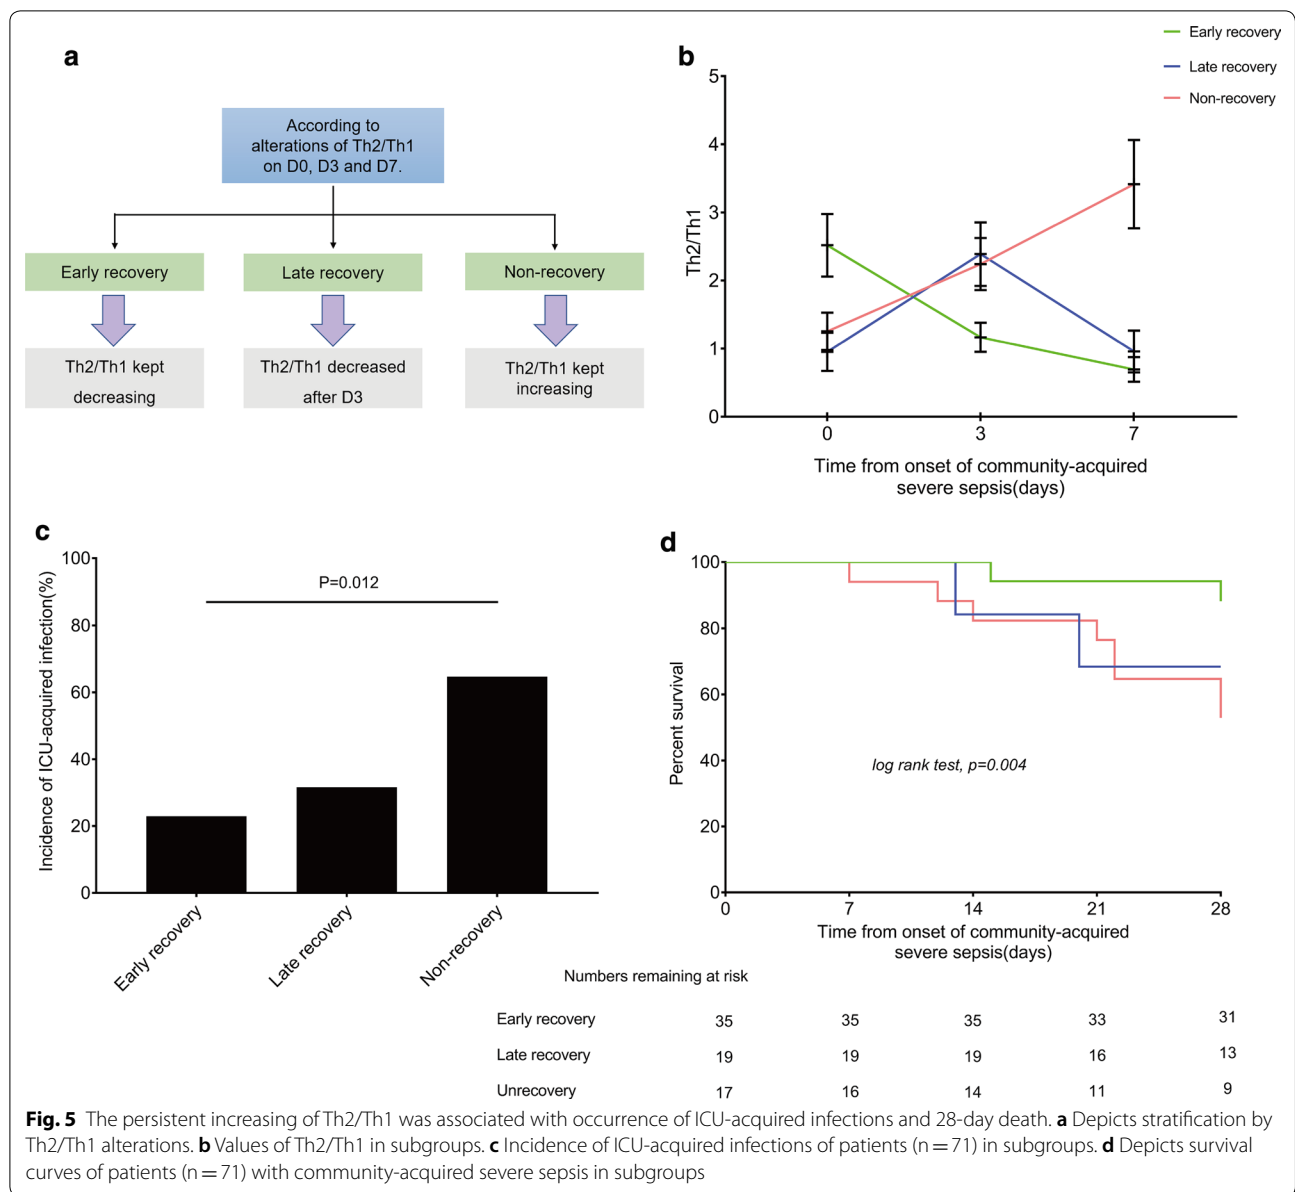 a
According to
alterations of Th2/Th1
on D0, D3 and D7.
Early recovery
Late recovery
Non-recovery
Th2/Th1 kept
decreasing
Th2/Th1 decreased
after D3
Th2/Th1 kept
increasing
b
Early recovery
Late recovery
Non-recovery
Th2/Th1
5
4
3
2
1
0
0 3 7
Time from onset of community-acquired
severe sepsis(days)
c
Incidence of ICU-acquired infection(%)
100
80
60
40
20
0
P=0.012
Early recovery
Late recovery
Non-recovery
d
Percent survival
100
80
60
40
20
0
log rank test, p=0.004
0 7 14 21 28
Time from onset of community-acquired
severe sepsis(days)
Numbers remaining at risk
Early recovery 35 35 35 33 31
Late recovery 19 19 19 16 13
Unrecovery 17 16 14 11 9
Fig. 5 The persistent increasing of Th2/Th1 was associated with occurrence of ICU-acquired infections and 28-day death. a Depicts stratification by
Th2/Th1 alterations. b Values of Th2/Th1 in subgroups. c Incidence of ICU-acquired infections of patients (n = 71) in subgroups. d Depicts survival
curves of patients (n = 71) with community-acquired severe sepsis in subgroups